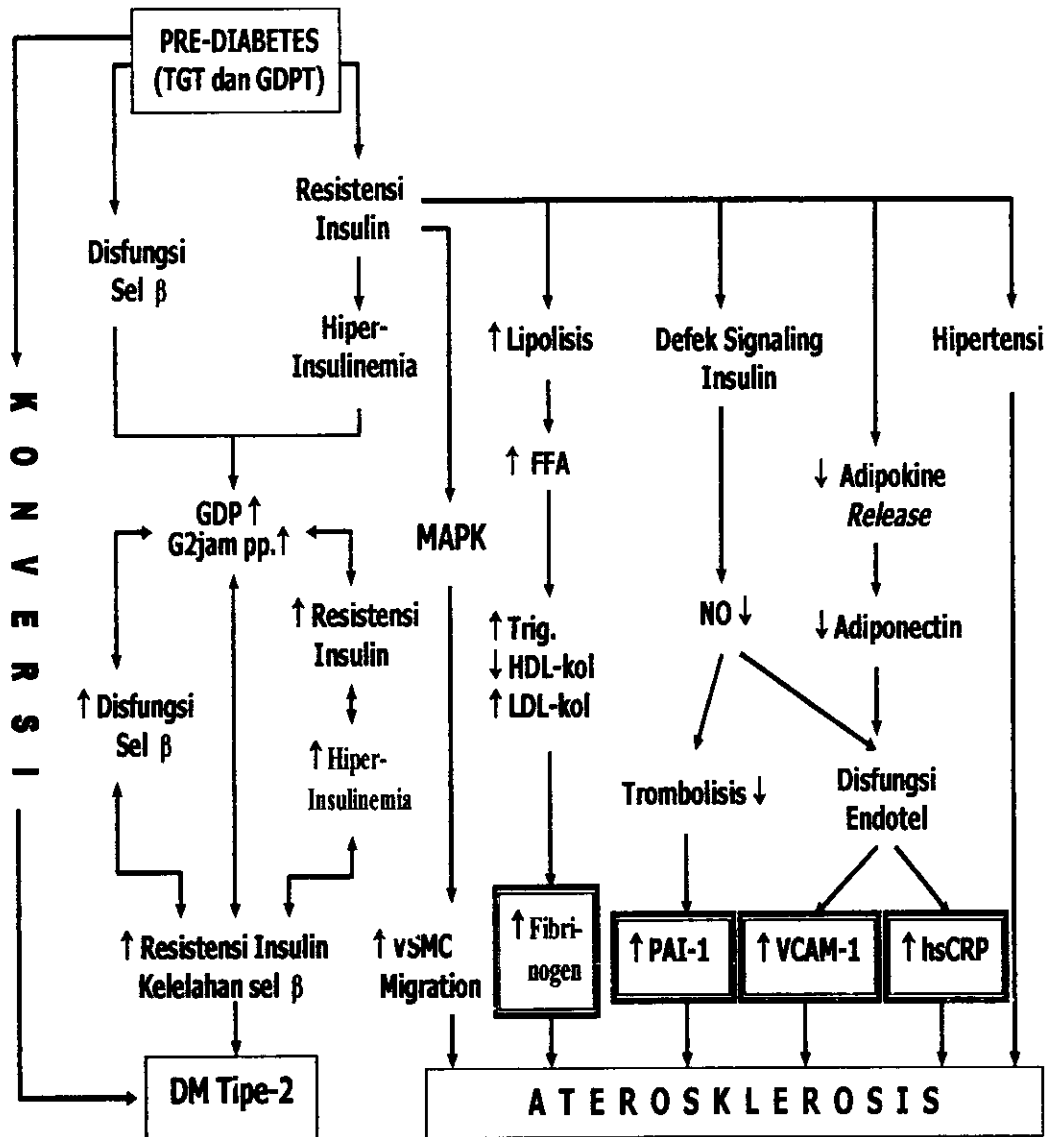 PRE-DIABETES
(TGT dan GDPT)
Resistensi
Insulin
Disfungsi
Sel β
Hiper-
Insulinemia
↑ Lipolisis
Defek Signaling
Insulin
Hipertensi
KONVERSI
↑ FFA
↓ Adipokine
Release
GDP ↑
G2jam pp. ↑
MAPK
↑ Resistensi
Insulin
↑ Trig.
↓ HDL-kol
↑ LDL-kol
NO ↓
↓ Adiponectin
↑ Disfungsi
Sel β
↑ Hiper-
Insulinemia
Trombolisis ↓
Disfungsi
Endotel
↑ Resistensi Insulin
Kelelahan sel β
↑ VSMC
Migration
↑ Fibri-
nogen
↑ PAI-1
↑ VCAM-1
↑ hsCRP
DM Tipe-2
ATEROSKLEROSIS